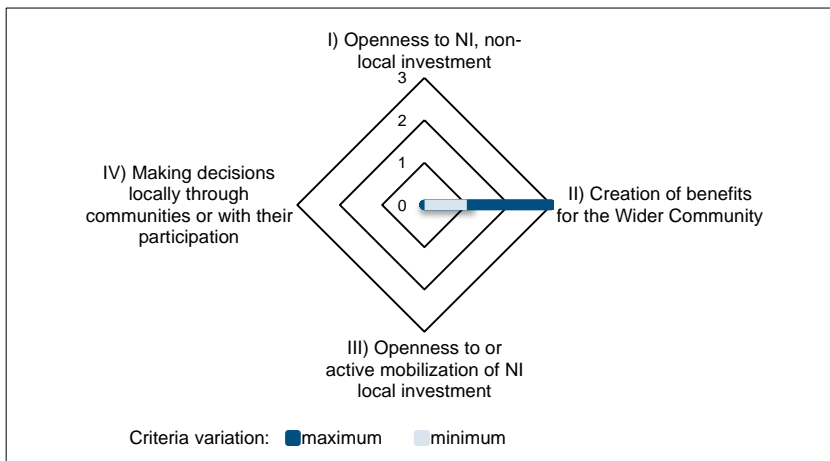 I) Openness to NI, non-
local investment
3
2
1
0
IV) Making decisions
locally through
communities or with their
participation
II) Creation of benefits
for the Wider Community
III) Openness to or
active mobilization of NI
local investment
Criteria variation: maximum minimum